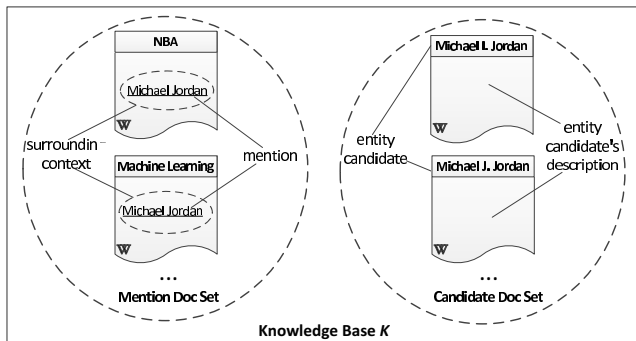 NBA
Michael Jordan
W
surroundin-
context
mention
Machine Learning
Michael Jordan
W
...
Mention Doc Set
Michael I. Jordan
W
entity
candidate
entity
candidate's
description
Michael J. Jordan
W
...
Candidate Doc Set
Knowledge Base K